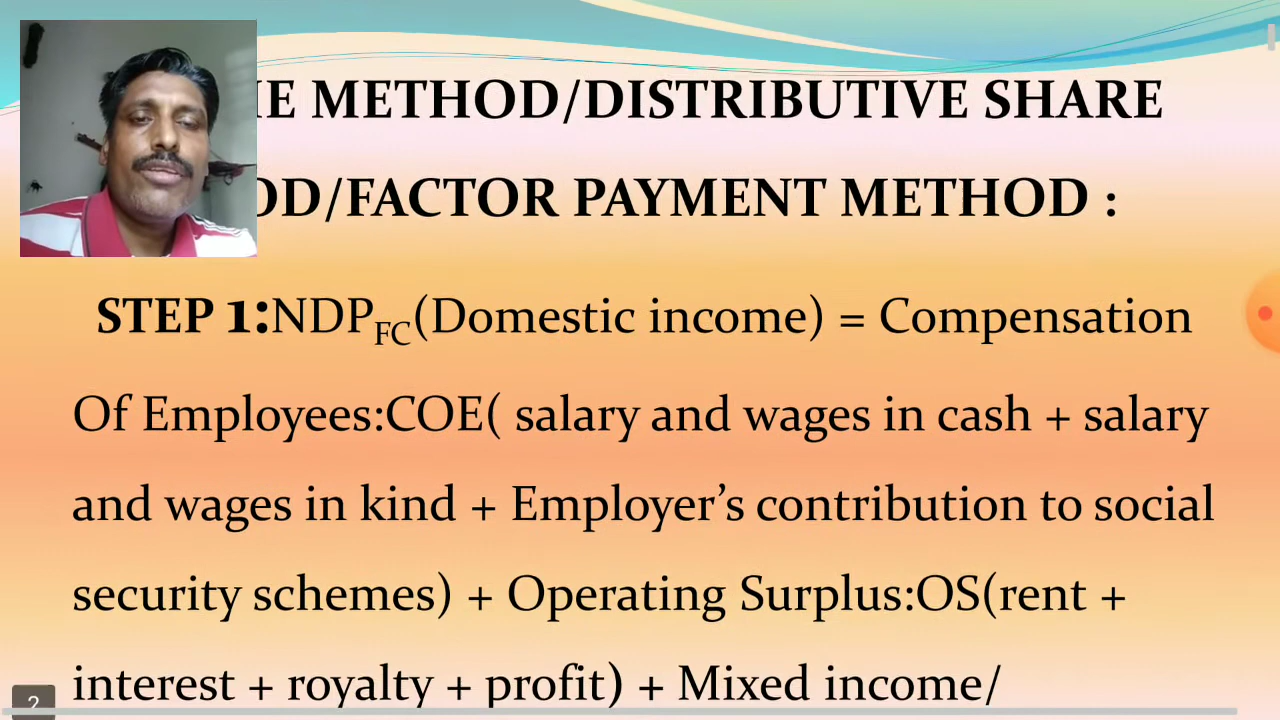 METHOD/DISTRIBUTIVE SHARE
/FACTOR PAYMENT METHOD :
STEP 1:NDPFC(Domestic income) = Compensation
Of Employees:COE( salary and wages in cash + salary
and wages in kind + Employer’s contribution to social
security schemes) + Operating Surplus:OS(rent +
interest + royalty + profit) + Mixed income/
2